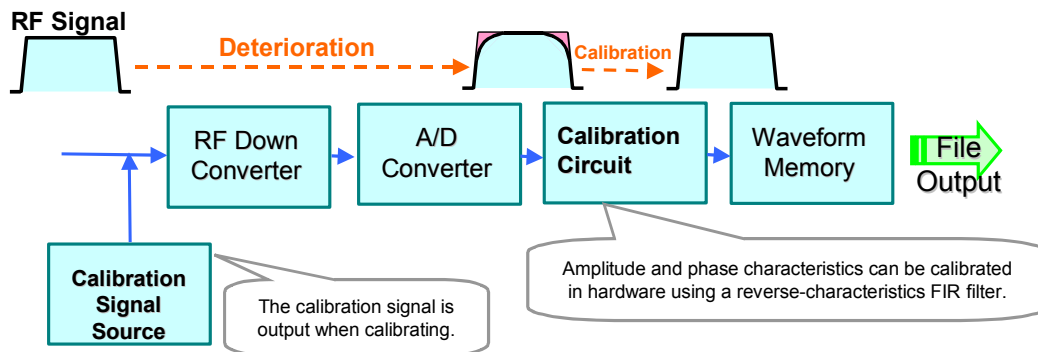 RF Signal
Deterioration
Calibration
RF Down
Converter
A/D
Converter
Calibration
Circuit
Waveform
Memory
File
Output
Calibration
Signal
Source
The calibration signal is
output when calibrating.
Amplitude and phase characteristics can be calibrated
in hardware using a reverse-characteristics FIR filter.